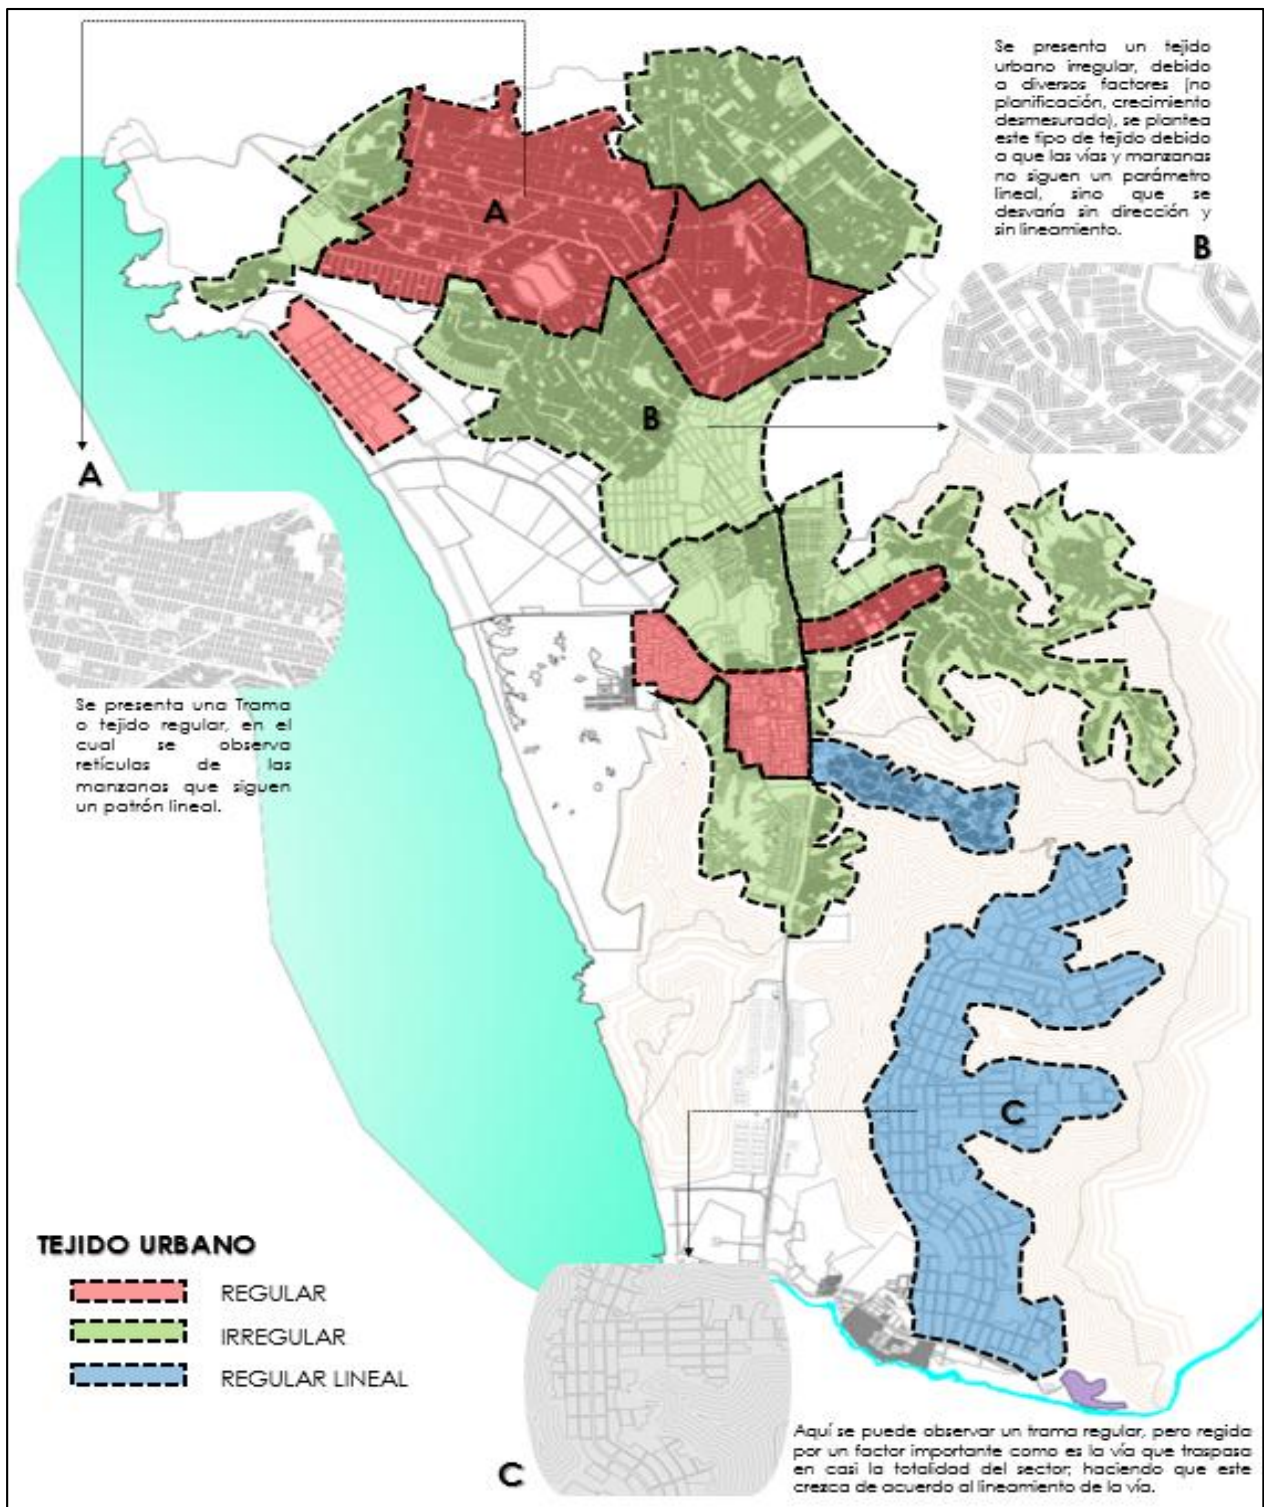 Se presenta un tejido
urbano irregular, debido
a diversos factores (no
planificación, crecimiento
desmesurado), se plantea
este tipo de tejido debido
a que las vías y manzanas
no siguen un parámetro
lineal, sino que se
desvaría sin dirección y
sin lineamiento.
B
A
B
A
Se presenta una Trama
o tejido regular, en el
cual se observa
retículas de las
manzanas que siguen
un patrón lineal.
C
TEJIDO URBANO
REGULAR
IRREGULAR
REGULAR LINEAL
C
Aquí se puede observar un trama regular, pero regida
por un factor importante como es la vía que traspasa
en casi la totalidad del sector; haciendo que este
crezca de acuerdo al lineamiento de la vía.